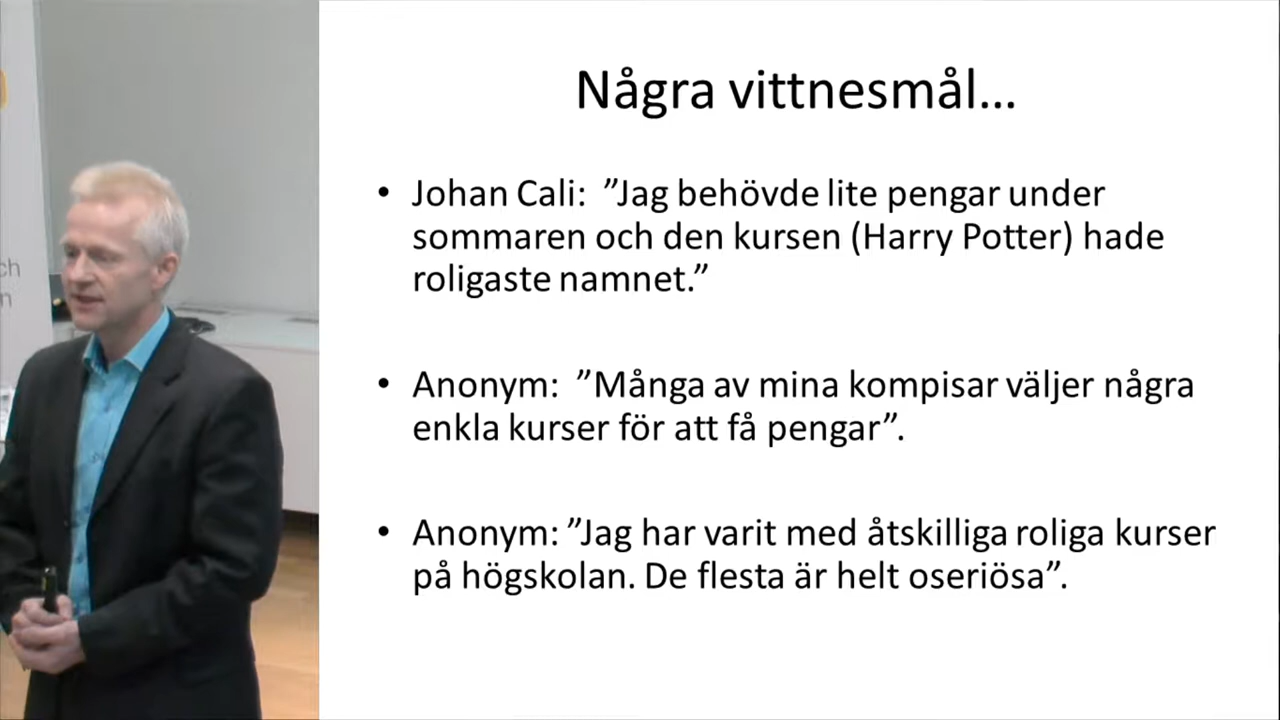 Några vittnesmål...
• Johan Cali: ”Jag behövde lite pengar under
sommaren och den kursen (Harry Potter) hade
roligaste namnet.”
• Anonym: ”Många av mina kompisar väljer några
enkla kurser för att få pengar”.
• Anonym: ”Jag har varit med åtskilliga roliga kurser
på högskolan. De flesta är helt oseriösa”.